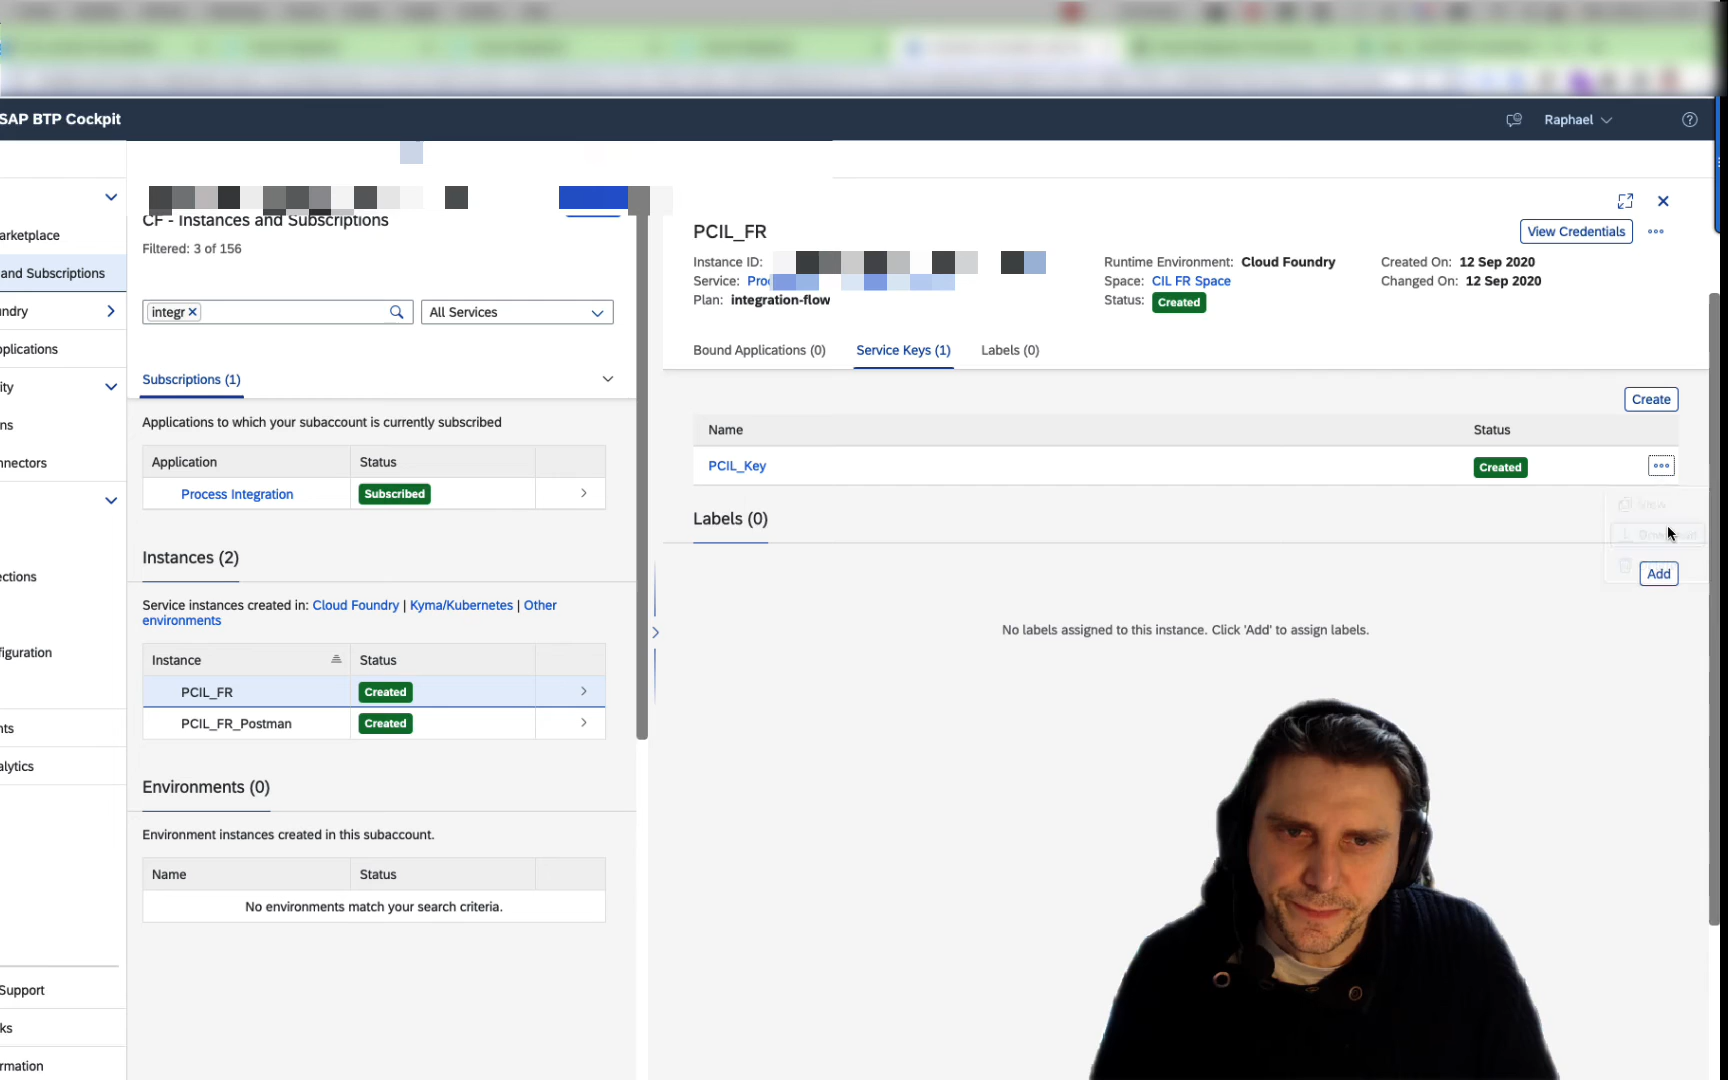 SAP BTP Cockpit
Raphael
arketplace
and Subscriptions
ndry
pplications
ity
ns
nnectors
ections
figuration
nts
alytics
Support
ks
rmation
CF - Instances and Subscriptions
Filtered: 3 of 156
integr
All Services
Subscriptions (1)
Applications to which your subaccount is currently subscribed
Application Status
Process Integration Subscribed
Instances (2)
Service instances created in: Cloud Foundry | Kyma/Kubernetes | Other
environments
Instance Status
PCIL_FR Created
PCIL_FR_Postman Created
Environments (0)
Environment instances created in this subaccount.
Name Status
No environments match your search criteria.
PCIL_FR
View Credentials
Instance ID:
Runtime Environment: Cloud Foundry
Created On: 12 Sep 2020
Service:
Space: CIL FR Space
Changed On: 12 Sep 2020
Plan: integration-flow
Status: Created
Bound Applications (0) Service Keys (1) Labels (0)
Create
Name Status
PCIL_Key Created
Labels (0)
Add
No labels assigned to this instance. Click 'Add' to assign labels.